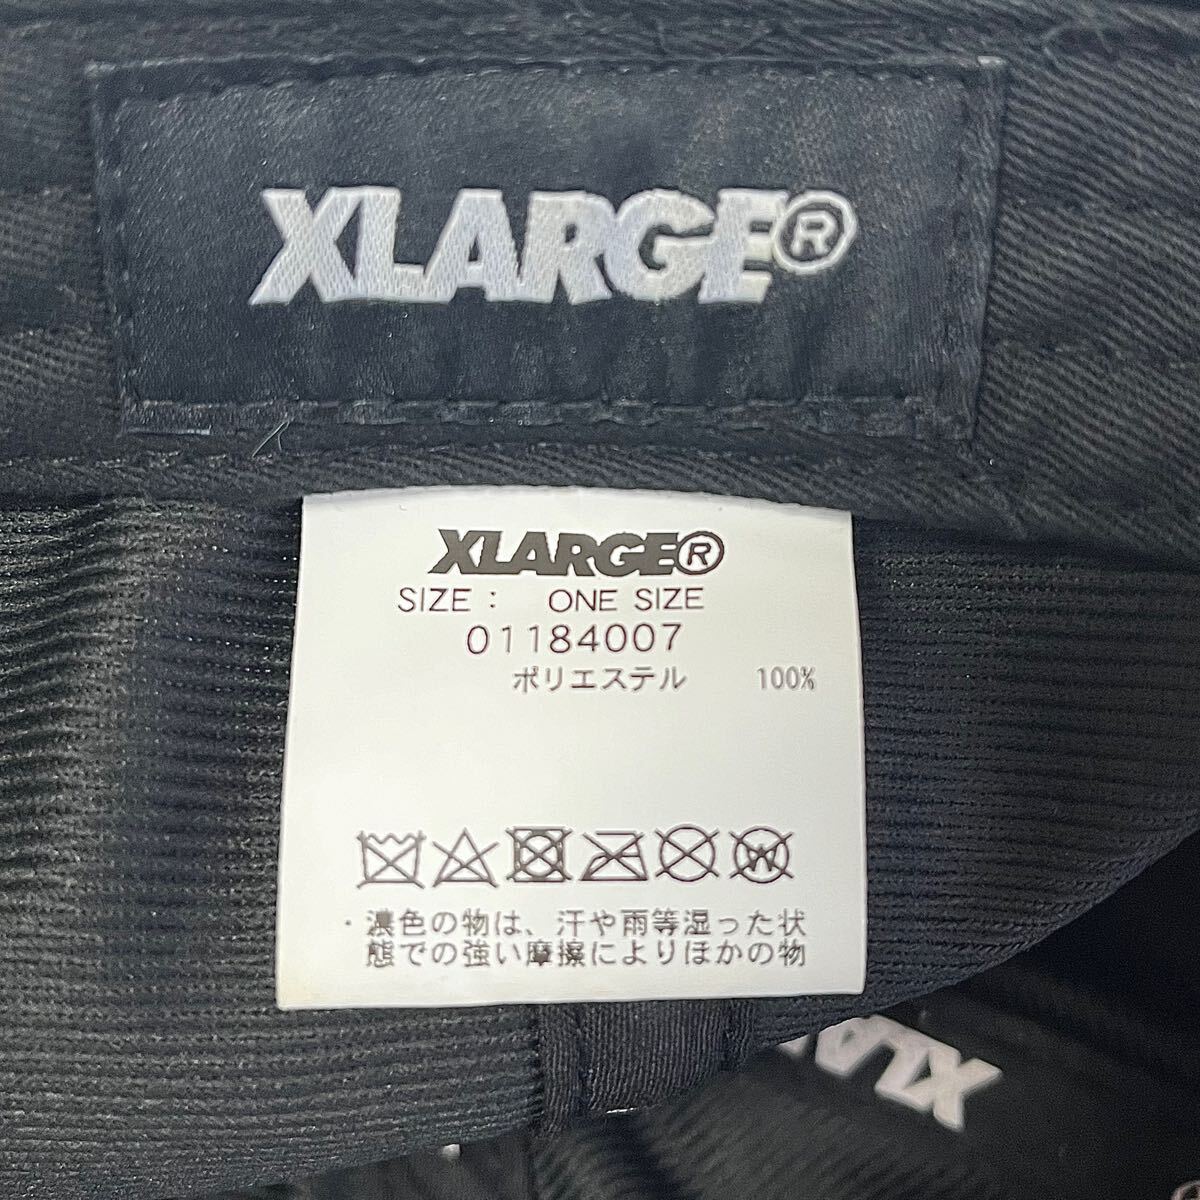 XLARGE®
XLARGE®
SIZE : ONE SIZE
01184007
ポリエステル 100%
W
・濃色の物は、汗や雨等湿った状
態での強い摩擦によりほかの物
XLA